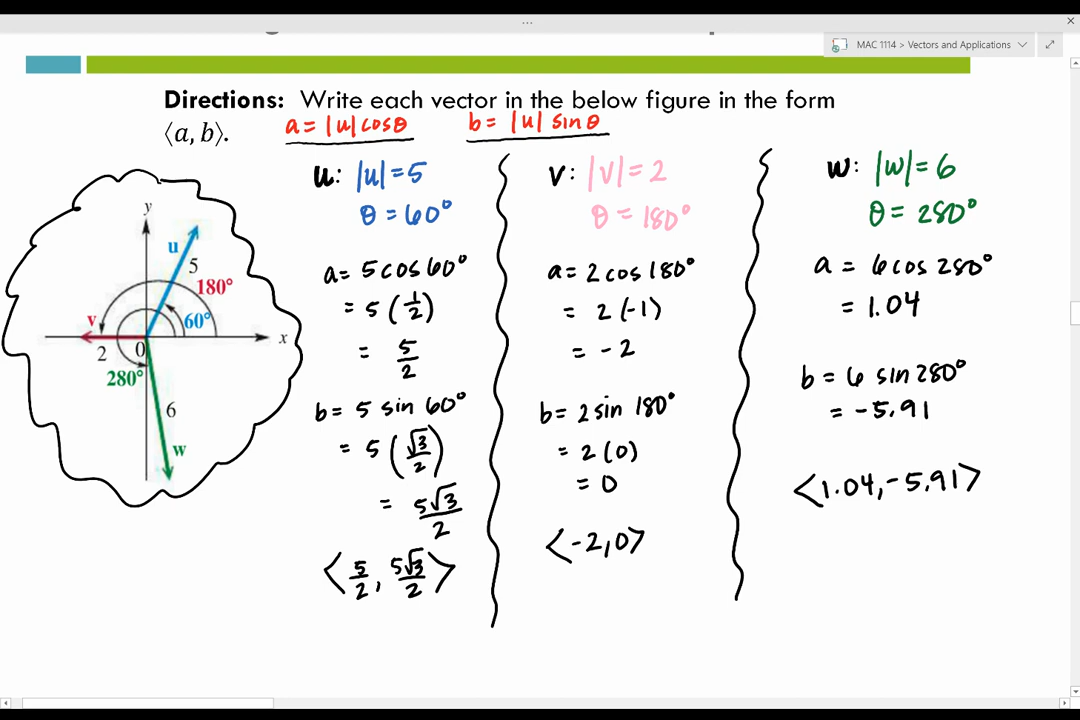 MAC 1114 > Vectors and Applications
Directions: Write each vector in the below figure in the form
⟨a, b⟩.
a = |u| cosθ
b = |u| sinθ
y
u
5
180°
60°
v
x
2
0
280°
6
w
u: |u| = 5
θ = 60°
a = 5 cos 60°
= 5 (1/2)
= 5/2
b = 5 sin 60°
= 5 (√3/2)
= 5√3/2
⟨5/2, 5√3/2⟩
v: |v| = 2
θ = 180°
a = 2 cos 180°
= 2 (-1)
= -2
b = 2 sin 180°
= 2 (0)
= 0
⟨-2, 0⟩
w: |w| = 6
θ = 280°
a = 6 cos 280°
= 1.04
b = 6 sin 280°
= -5.91
⟨1.04, -5.91⟩